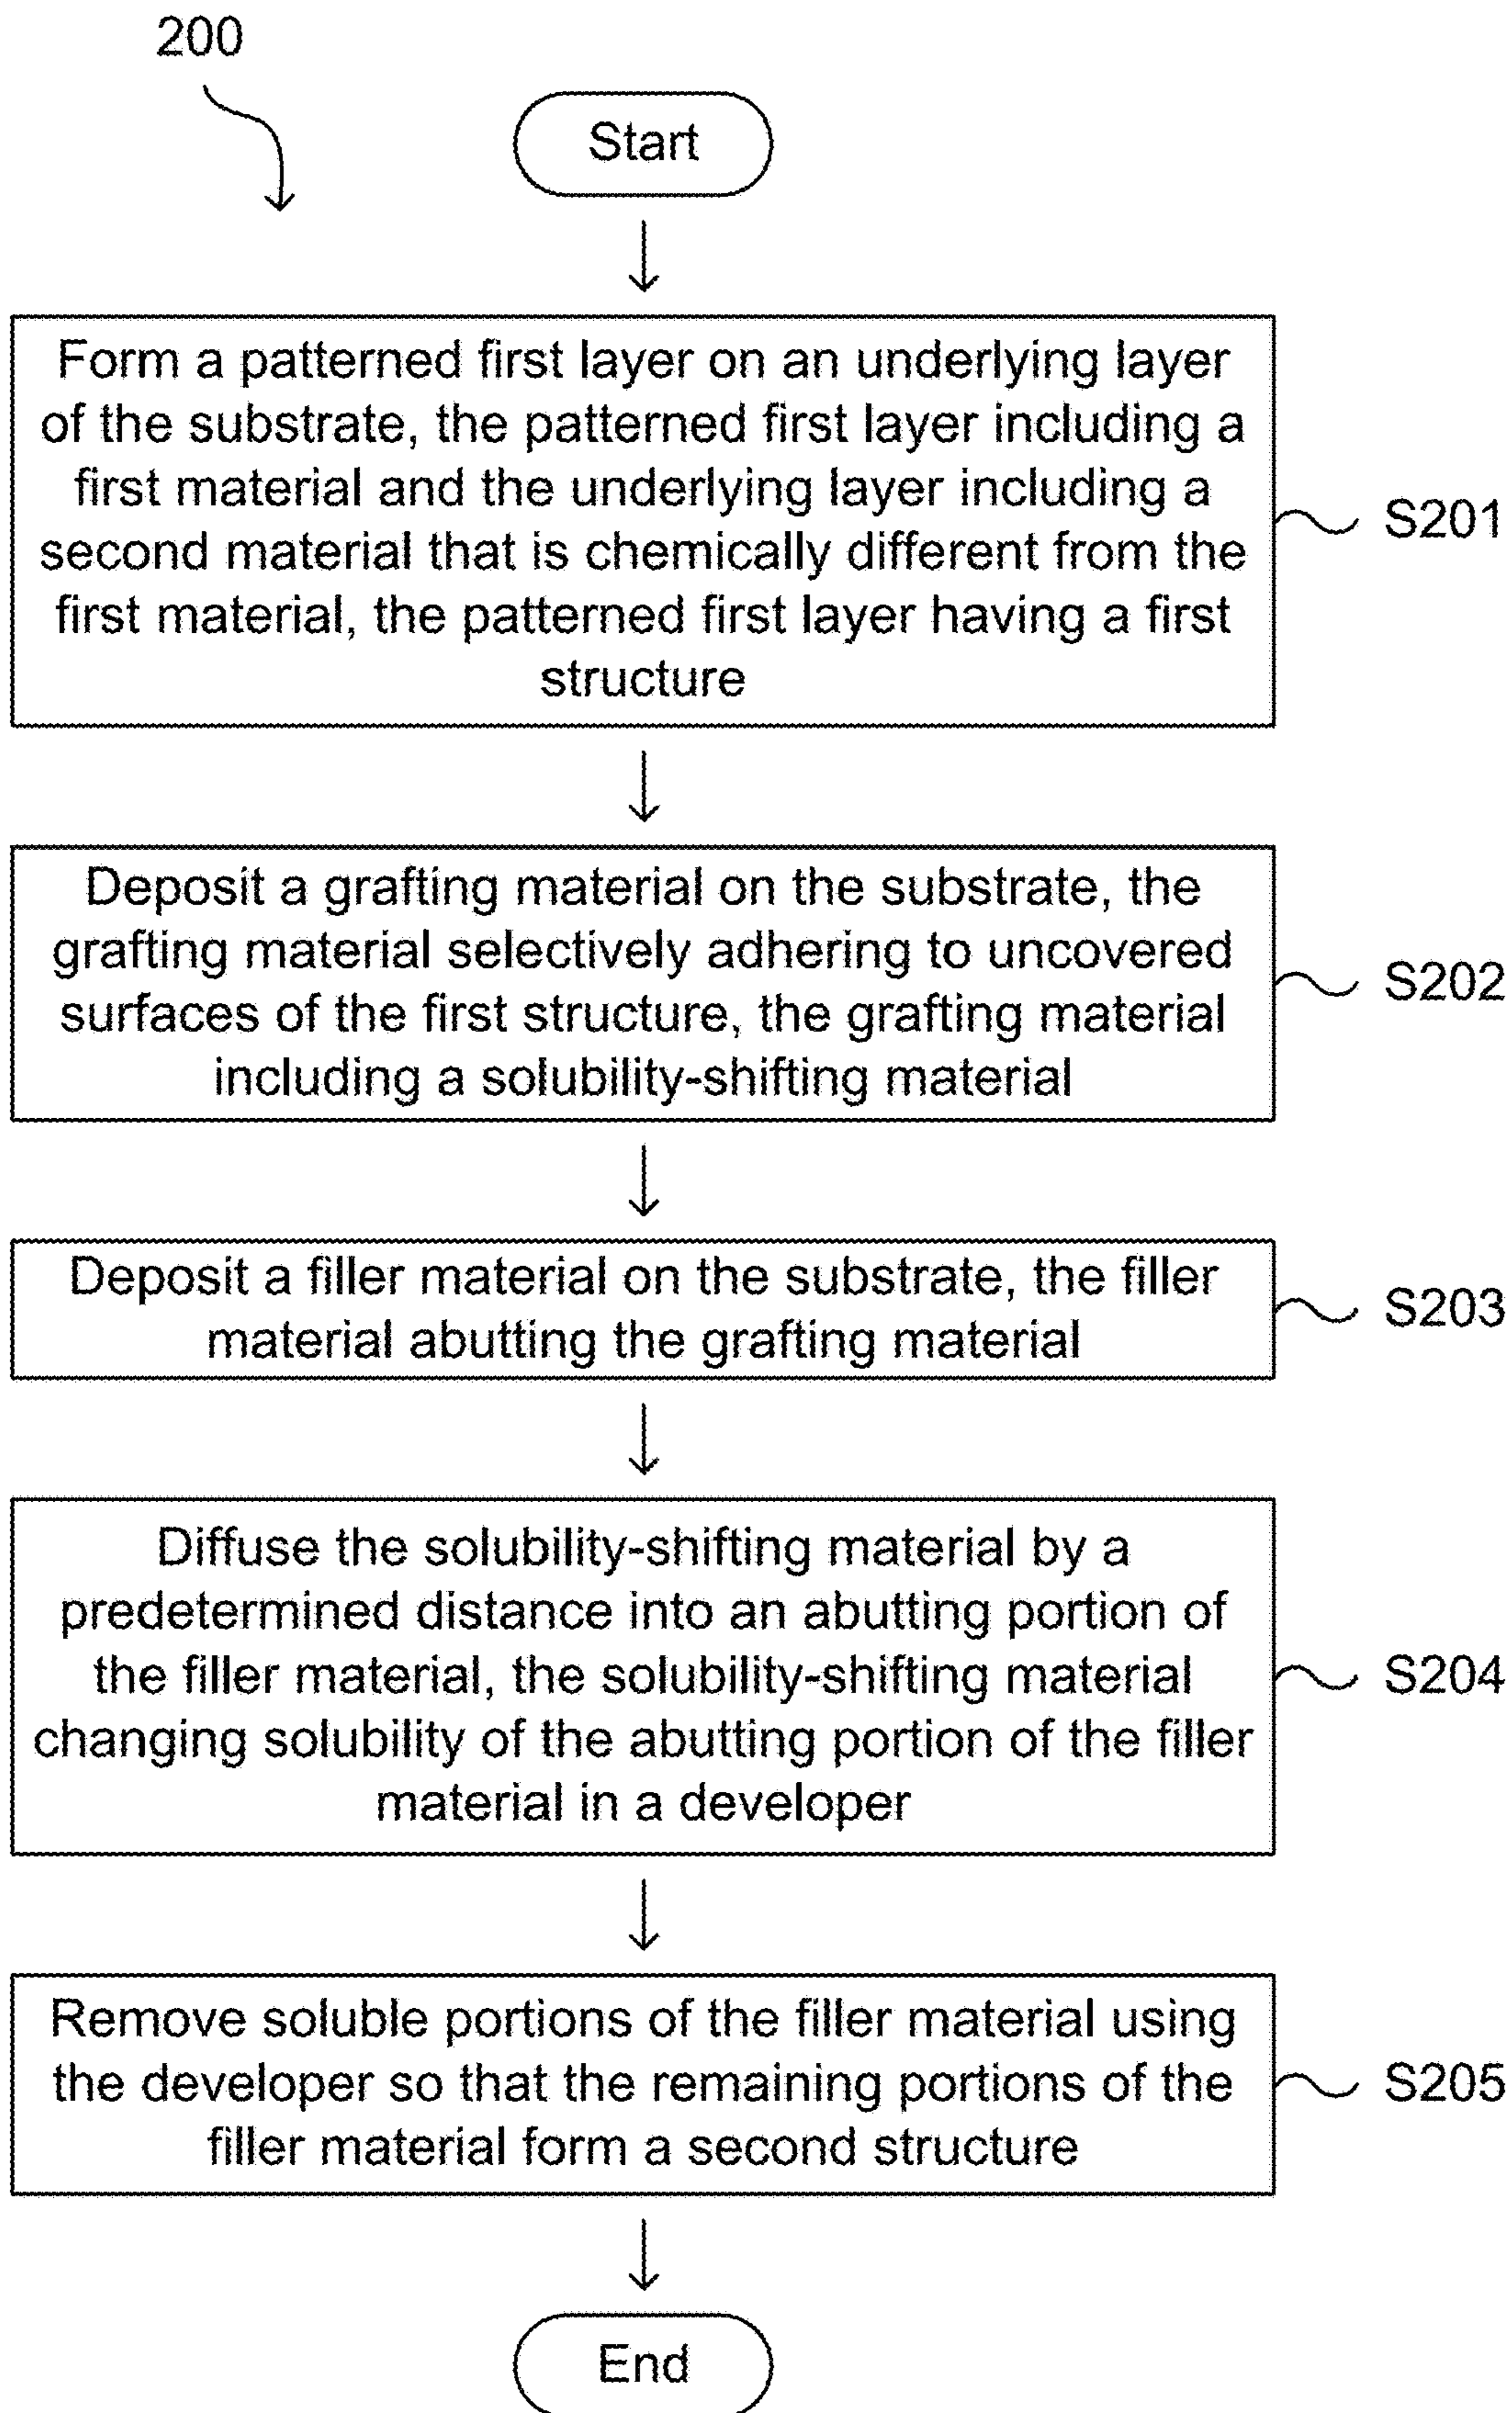 200
Start
Form a patterned first layer on an underlying layer
of the substrate, the patterned first layer including a
first material and the underlying layer including a
second material that is chemically different from the
first material, the patterned first layer having a first
structure
S201
Deposit a grafting material on the substrate, the
grafting material selectively adhering to uncovered
surfaces of the first structure, the grafting material
including a solubility-shifting material
S202
Deposit a filler material on the substrate, the filler
material abutting the grafting material
S203
Diffuse the solubility-shifting material by a
predetermined distance into an abutting portion of
the filler material, the solubility-shifting material
changing solubility of the abutting portion of the filler
material in a developer
S204
Remove soluble portions of the filler material using
the developer so that the remaining portions of the
filler material form a second structure
S205
End